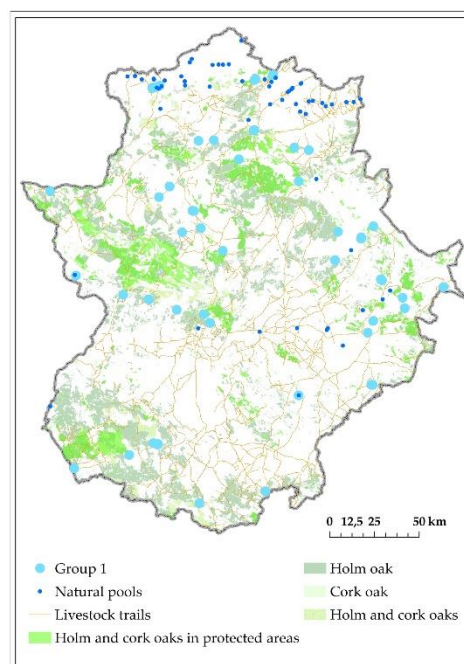 0 12,5 25 50 km
Group 1
Natural pools
Livestock trails
Holm and cork oaks in protected areas
Holm oak
Cork oak
Holm and cork oaks